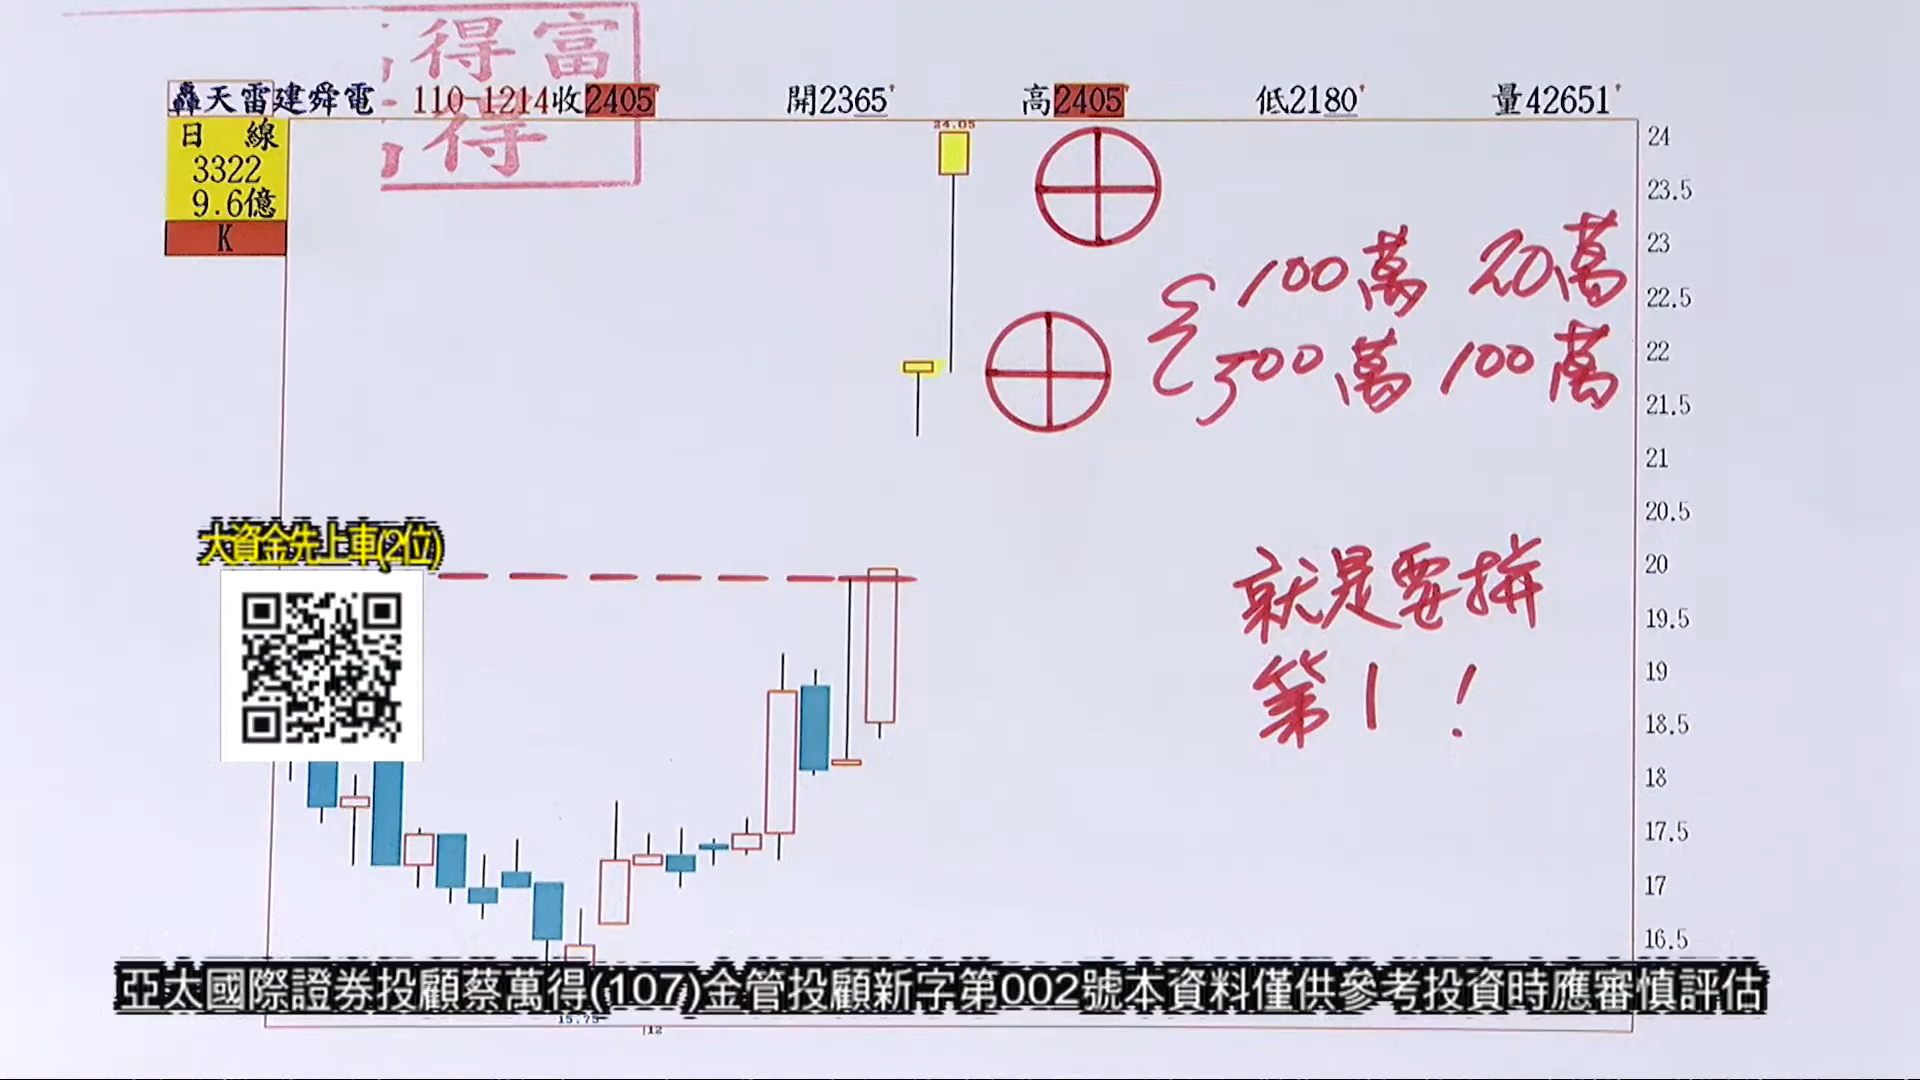 得富
得
轟天雷建舜電 110-1214收2405 開2365 高2405 低2180 量42651
日 線
3322
9.6億
K
24.05
24
23.5
23
22.5
22
21.5
21
20.5
20
19.5
19
18.5
18
17.5
17
16.5
100萬 20萬
500萬 100萬
大資金先上車(2位)
就是要拼
第1!
亞太國際證券投顧蔡萬得(107)金管投顧新字第002號本資料僅供參考投資時應審慎評估
15.75
12